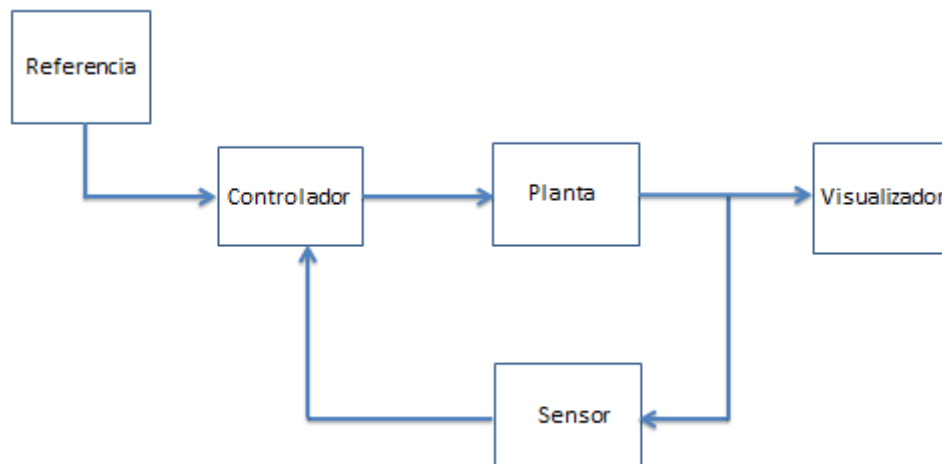 Referencia
Controlador
Planta
Visualizador
Sensor